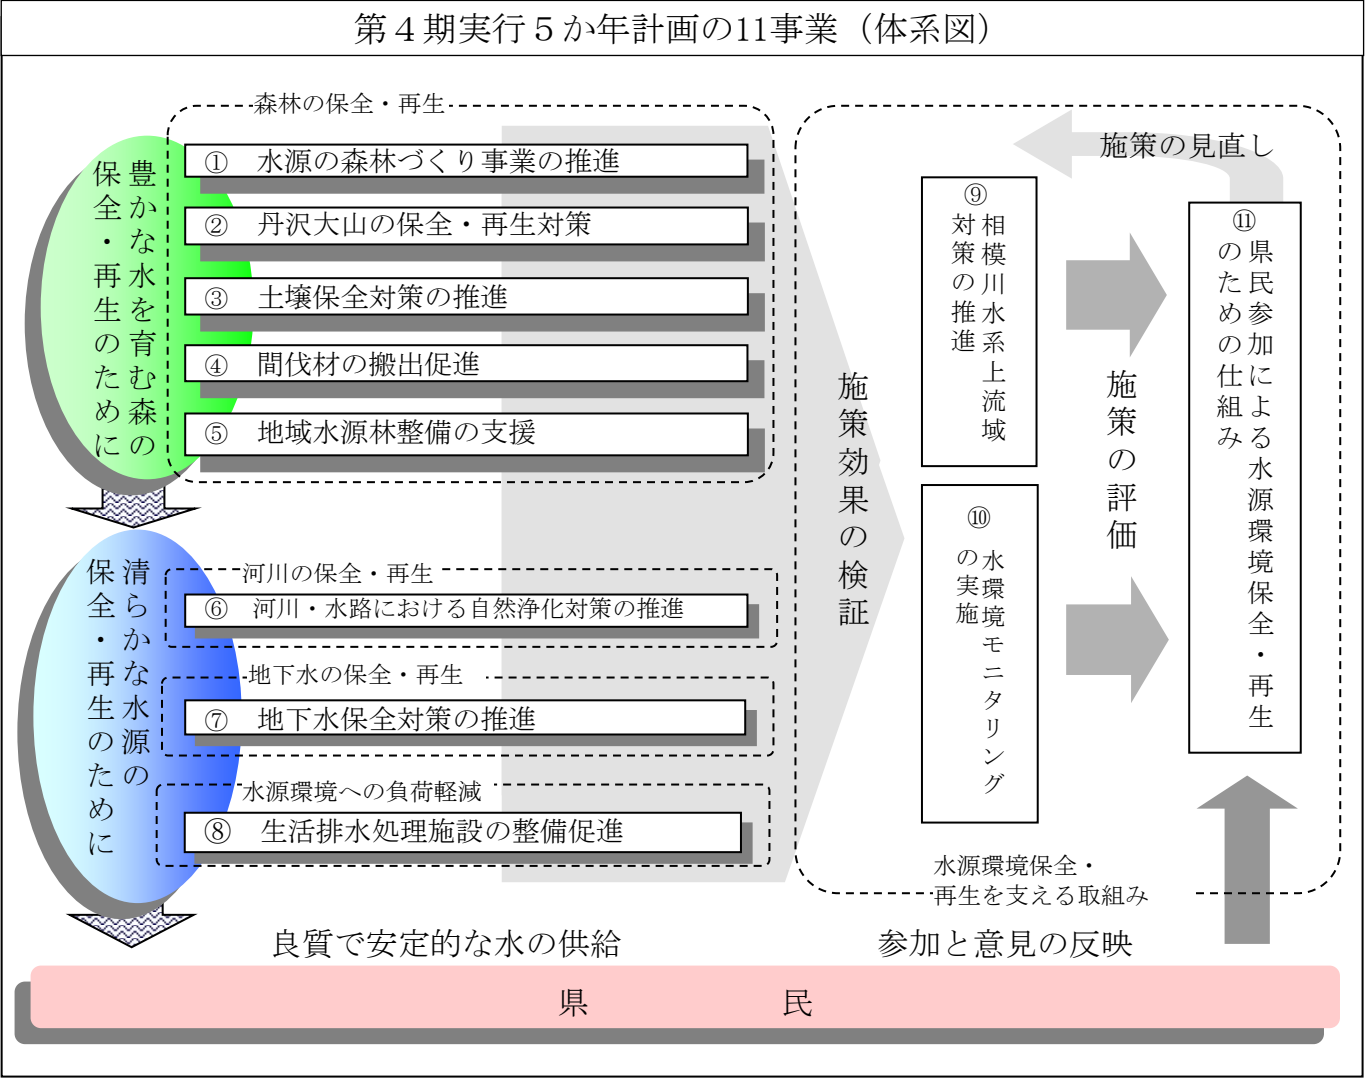 第４期実行５か年計画の11事業（体系図）
豊かな水を育む森の
保全・再生のために
森林の保全・再生
① 水源の森林づくり事業の推進
② 丹沢大山の保全・再生対策
③ 土壌保全対策の推進
④ 間伐材の搬出促進
⑤ 地域水源林整備の支援
清らかな水源の
保全・再生のために
河川の保全・再生
⑥ 河川・水路における自然浄化対策の推進
地下水の保全・再生
⑦ 地下水保全対策の推進
水源環境への負荷軽減
⑧ 生活排水処理施設の整備促進
施策効果の検証
⑨
相模川水系上流域
対策の推進
⑩
水環境モニタリング
の実施
施策の評価
施策の見直し
⑪
県民参加による水源環境保全・再生
のための仕組み
水源環境保全・
再生を支える取組み
良質で安定的な水の供給
参加と意見の反映
県　民